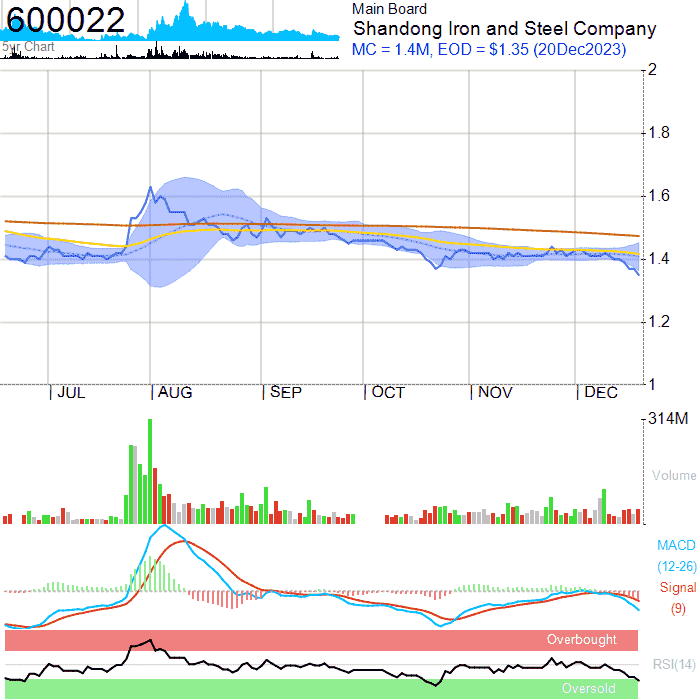 600022
5yr Chart
Main Board
Shandong Iron and Steel Company
MC = 1.4M, EOD = $1.35 (20Dec2023)
2
1.8
1.6
1.4
1.2
1
JUL AUG SEP OCT NOV DEC
314M
Volume
MACD
(12-26)
Signal
(9)
Overbought
RSI(14)
Oversold